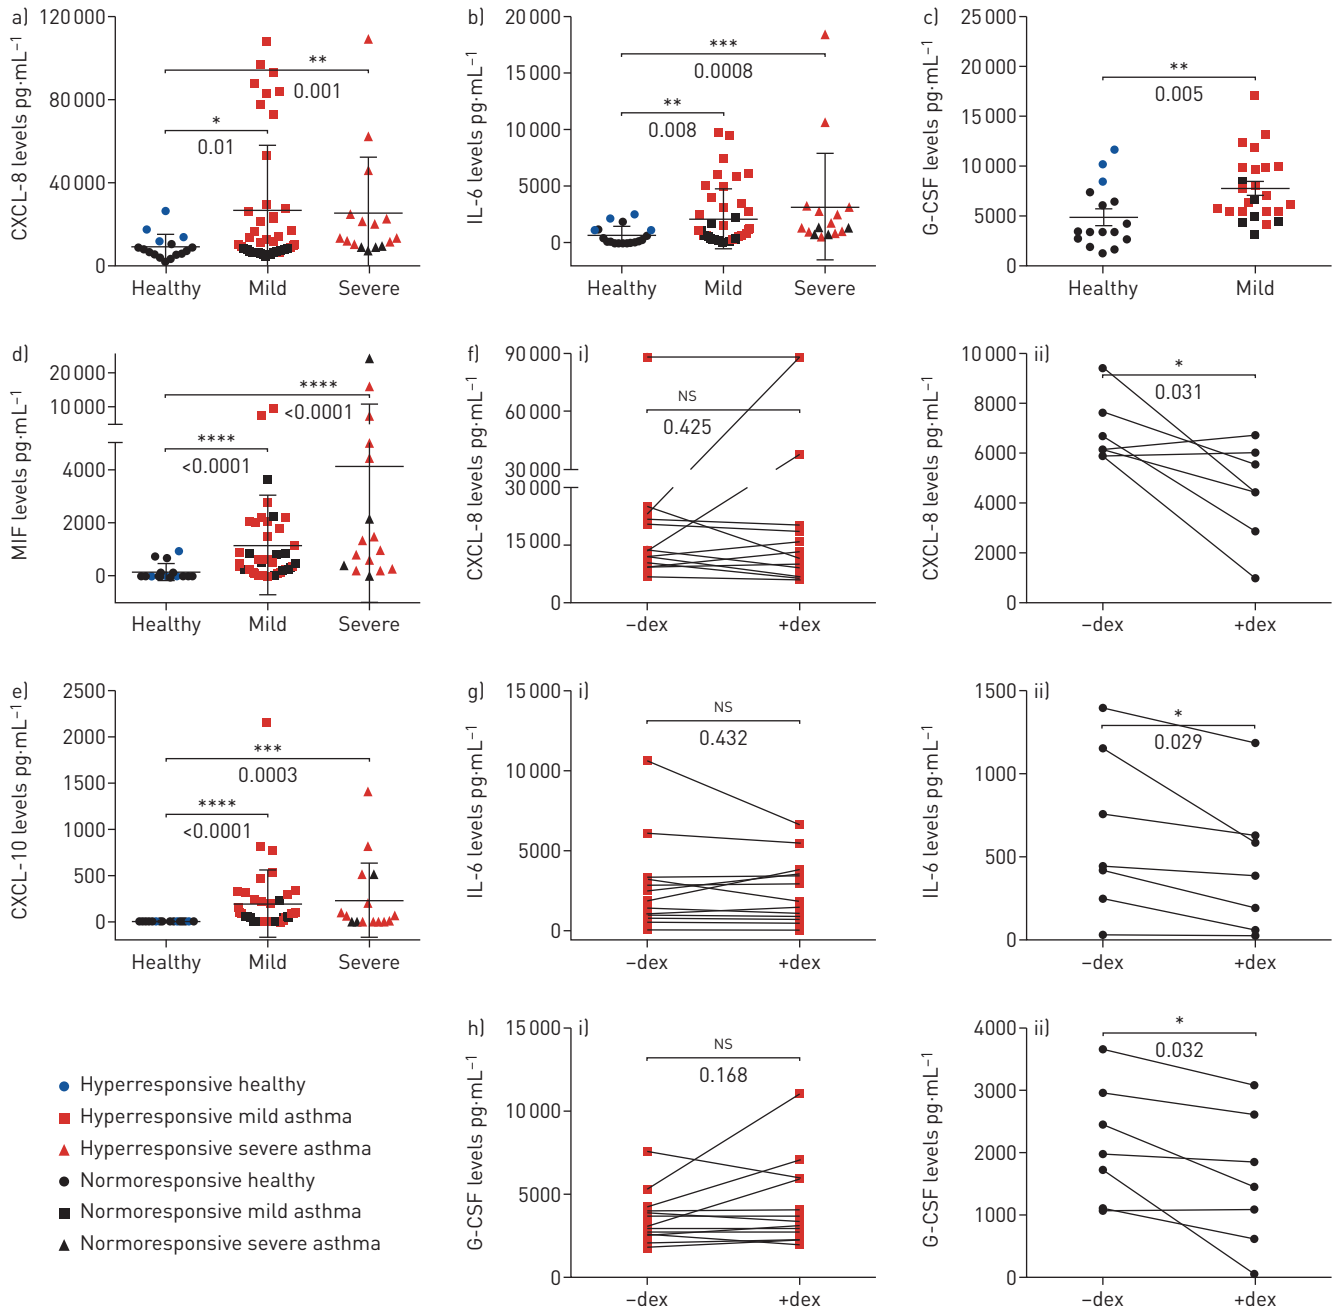 a)
CXCL-8 levels pg·mL⁻¹
120 000
80 000
40 000
0
**
0.001
*
0.01
Healthy
Mild
Severe
b)
IL-6 levels pg·mL⁻¹
20 000
15 000
10 000
5000
0
***
0.0008
**
0.008
Healthy
Mild
Severe
c)
G-CSF levels pg·mL⁻¹
25 000
25 000
15 000
10 000
5000
0
**
0.005
Healthy
Mild
d)
MIF levels pg·mL⁻¹
20 000
10 000
4000
2000
0
****
<0.0001
****
<0.0001
Healthy
Mild
Severe
f)
i)
CXCL-8 levels pg·mL⁻¹
90 000
60 000
30 000
30 000
15 000
0
NS
0.425
−dex
+dex
ii)
CXCL-8 levels pg·mL⁻¹
10 000
8000
6000
4000
2000
0
*
0.031
−dex
+dex
e)
CXCL-10 levels pg·mL⁻¹
2500
2000
1500
1000
500
0
***
0.0003
****
<0.0001
Healthy
Mild
Severe
g)
i)
IL-6 levels pg·mL⁻¹
15 000
10 000
5000
0
NS
0.432
−dex
+dex
ii)
IL-6 levels pg·mL⁻¹
1500
1000
500
0
*
0.029
−dex
+dex
Hyperresponsive healthy
Hyperresponsive mild asthma
Hyperresponsive severe asthma
Normoresponsive healthy
Normoresponsive mild asthma
Normoresponsive severe asthma
h)
i)
G-CSF levels pg·mL⁻¹
15 000
10 000
5000
0
NS
0.168
−dex
+dex
ii)
G-CSF levels pg·mL⁻¹
4000
3000
2000
1000
0
*
0.032
−dex
+dex